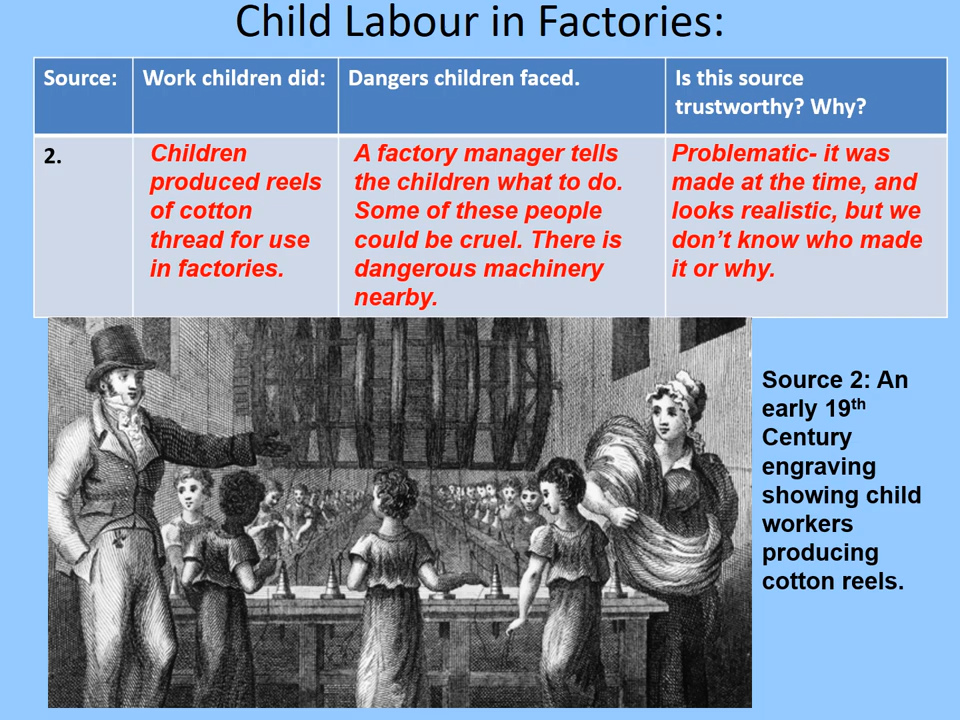 Child Labour in Factories:
Source:
Work children did:
Dangers children faced.
Is this source
trustworthy? Why?
2.
Children
produced reels
of cotton
thread for use
in factories.
A factory manager tells
the children what to do.
Some of these people
could be cruel. There is
dangerous machinery
nearby.
Problematic- it was
made at the time, and
looks realistic, but we
don’t know who made
it or why.
Source 2: An
early 19th
Century
engraving
showing child
workers
producing
cotton reels.